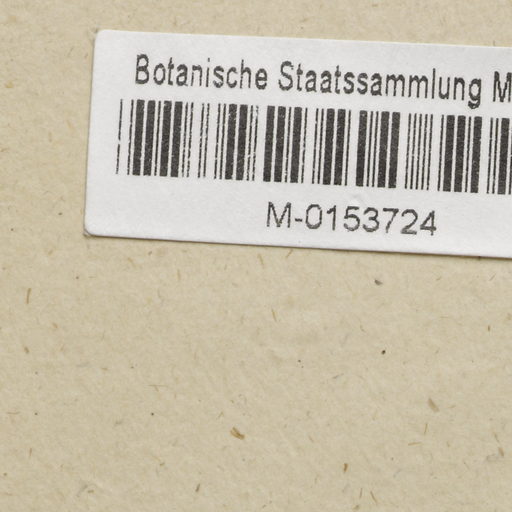 Botanische Staatssammlung M
M-0153724